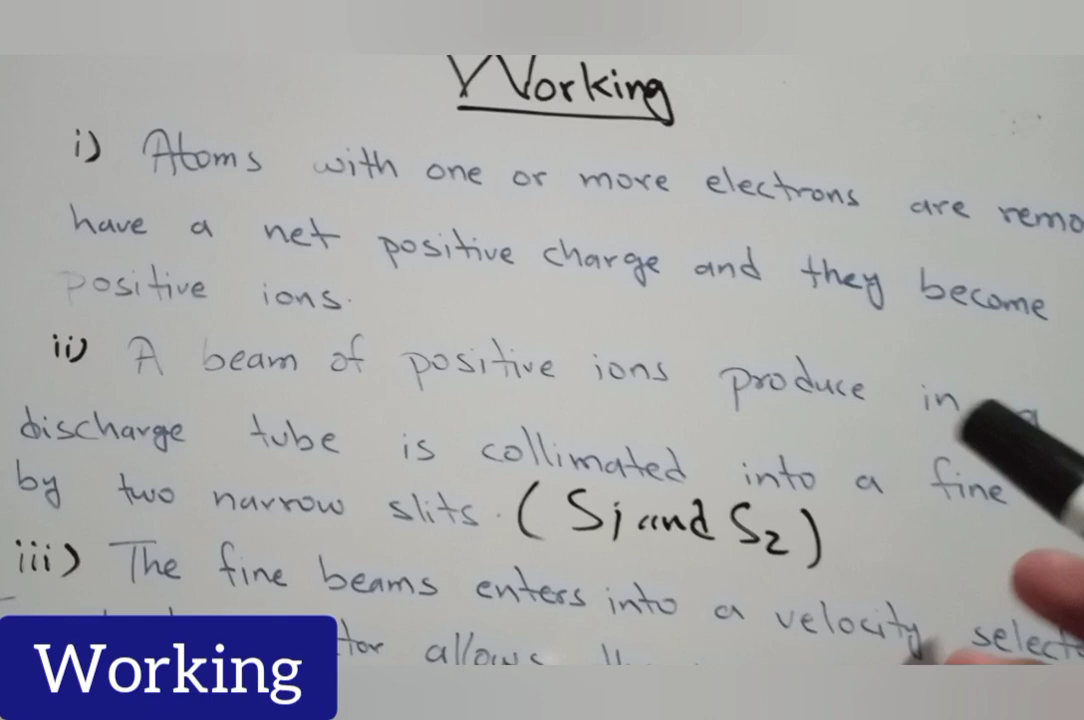 Working
i) Atoms with one or more electrons are remo
have a net positive charge and they become
positive ions.
ii) A beam of positive ions produce in a
discharge tube is collimated into a fine
by two narrow slits. (S1 and S2)
iii) The fine beams enters into a velocity selecto
tor allows
Working